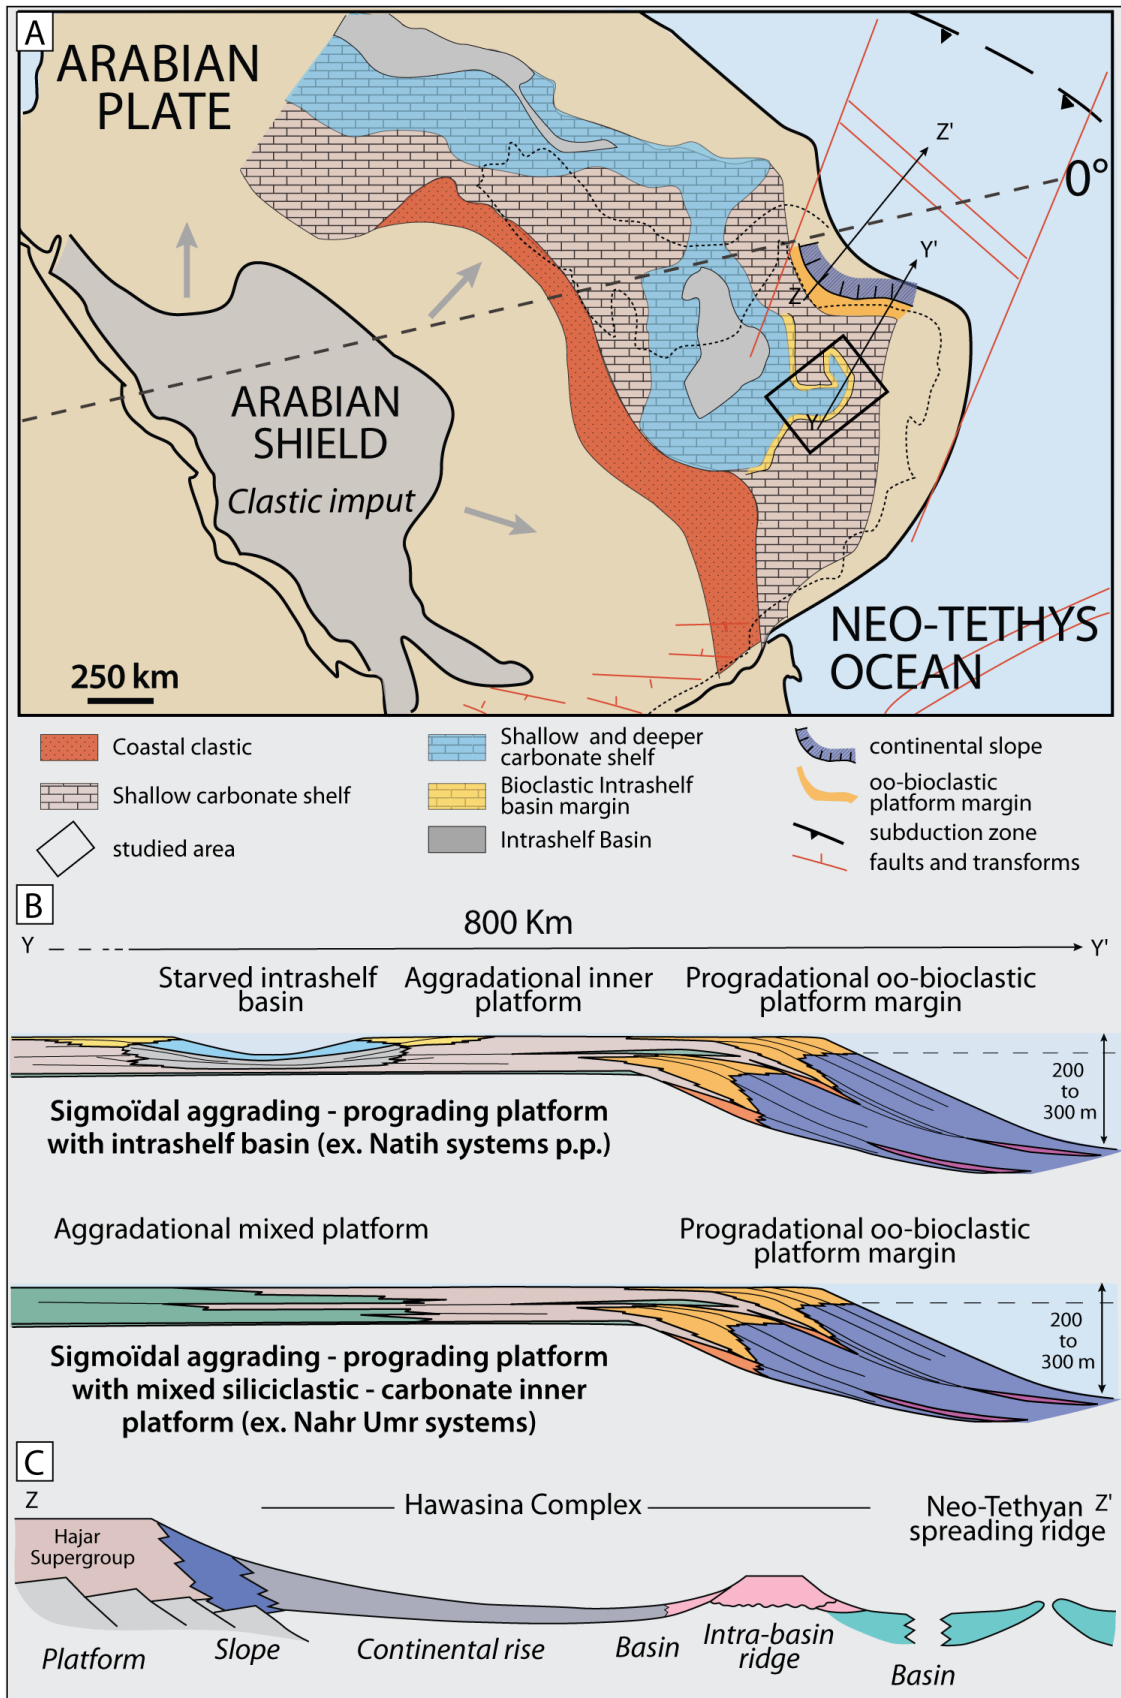 A
ARABIAN
PLATE
Z'
0°
Y'
Z
ARABIAN
SHIELD
Clastic imput
Y
NEO-TETHYS
OCEAN
250 km
Coastal clastic
Shallow carbonate shelf
studied area
Shallow and deeper
carbonate shelf
Bioclastic Intrashelf
basin margin
Intrashelf Basin
continental slope
oo-bioclastic
platform margin
subduction zone
faults and transforms
B
800 Km
Y
Y'
Starved intrashelf
basin
Aggradational inner
platform
Progradational oo-bioclastic
platform margin
200
to
300 m
Sigmoïdal aggrading - prograding platform
with intrashelf basin (ex. Natih systems p.p.)
Aggradational mixed platform
Progradational oo-bioclastic
platform margin
200
to
300 m
Sigmoïdal aggrading - prograding platform
with mixed siliciclastic - carbonate inner
platform (ex. Nahr Umr systems)
C
Z
Hawasina Complex
Neo-Tethyan
spreading ridge
Z'
Hajar
Supergroup
Platform
Slope
Continental rise
Basin
Intra-basin
ridge
Basin